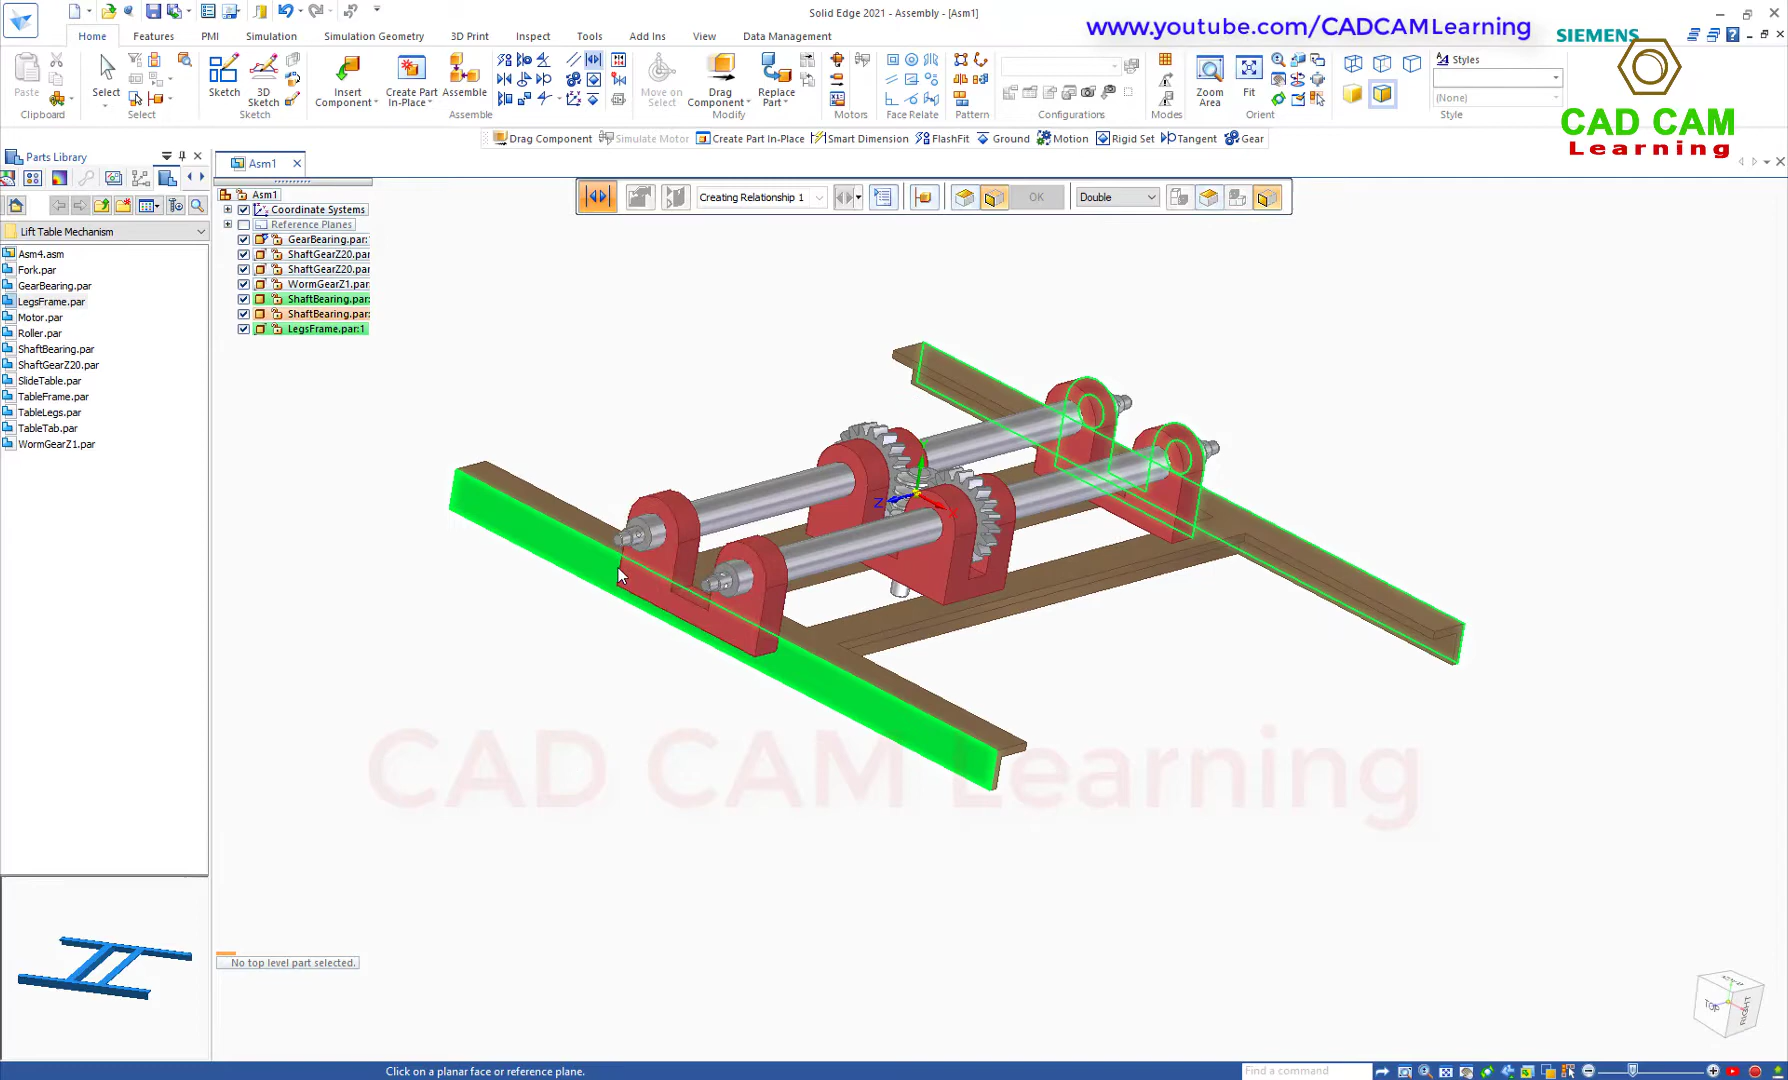 Solid Edge 2021 - Assembly - [Asm1]
www.youtube.com/CADCAMLearning
SIEMENS
Home Features PMI Simulation Simulation Geometry 3D Print Inspect Tools Add Ins View Data Management
Paste
Clipboard
Select
Select
Sketch
3D Sketch
Sketch
Insert Component
Create Part In-Place
Assemble
Assemble
Move on Select
Drag Component
Replace Part
Modify
Motors
Face Relate
Pattern
Configurations
Modes
Zoom Area
Fit
Orient
Styles
(None)
Style
CAD CAM
Learning
Drag Component Simulate Motor Create Part In-Place Smart Dimension FlashFit Ground Motion Rigid Set Tangent Gear
Parts Library
Asm1
Lift Table Mechanism
Asm4.asm
Fork.par
GearBearing.par
LegsFrame.par
Motor.par
Roller.par
ShaftBearing.par
ShaftGearZ20.par
SlideTable.par
TableFrame.par
TableLegs.par
TableTab.par
WormGearZ1.par
Asm1
Coordinate Systems
Reference Planes
GearBearing.par:
ShaftGearZ20.par
ShaftGearZ20.par
WormGearZ1.par
ShaftBearing.par:
ShaftBearing.par:
LegsFrame.par:1
Creating Relationship 1
OK
Double
Z
X
CAD CAM Learning
No top level part selected.
TOP
RIGHT
Click on a planar face or reference plane.
Find a command